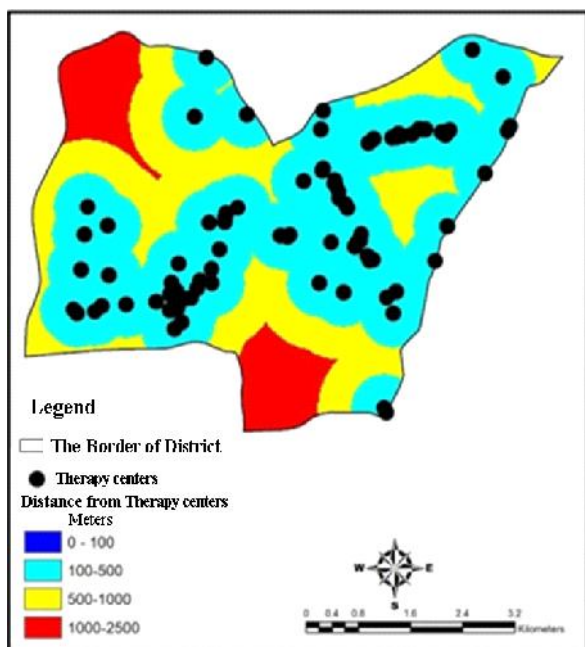 Legend
The Border of District
Therapy centers
Distance from Therapy centers
Meters
0 - 100
100-500
500-1000
1000-2500
N
W E
S
0 0.4 0.8 1.6 2.4 3.2
Kilometers